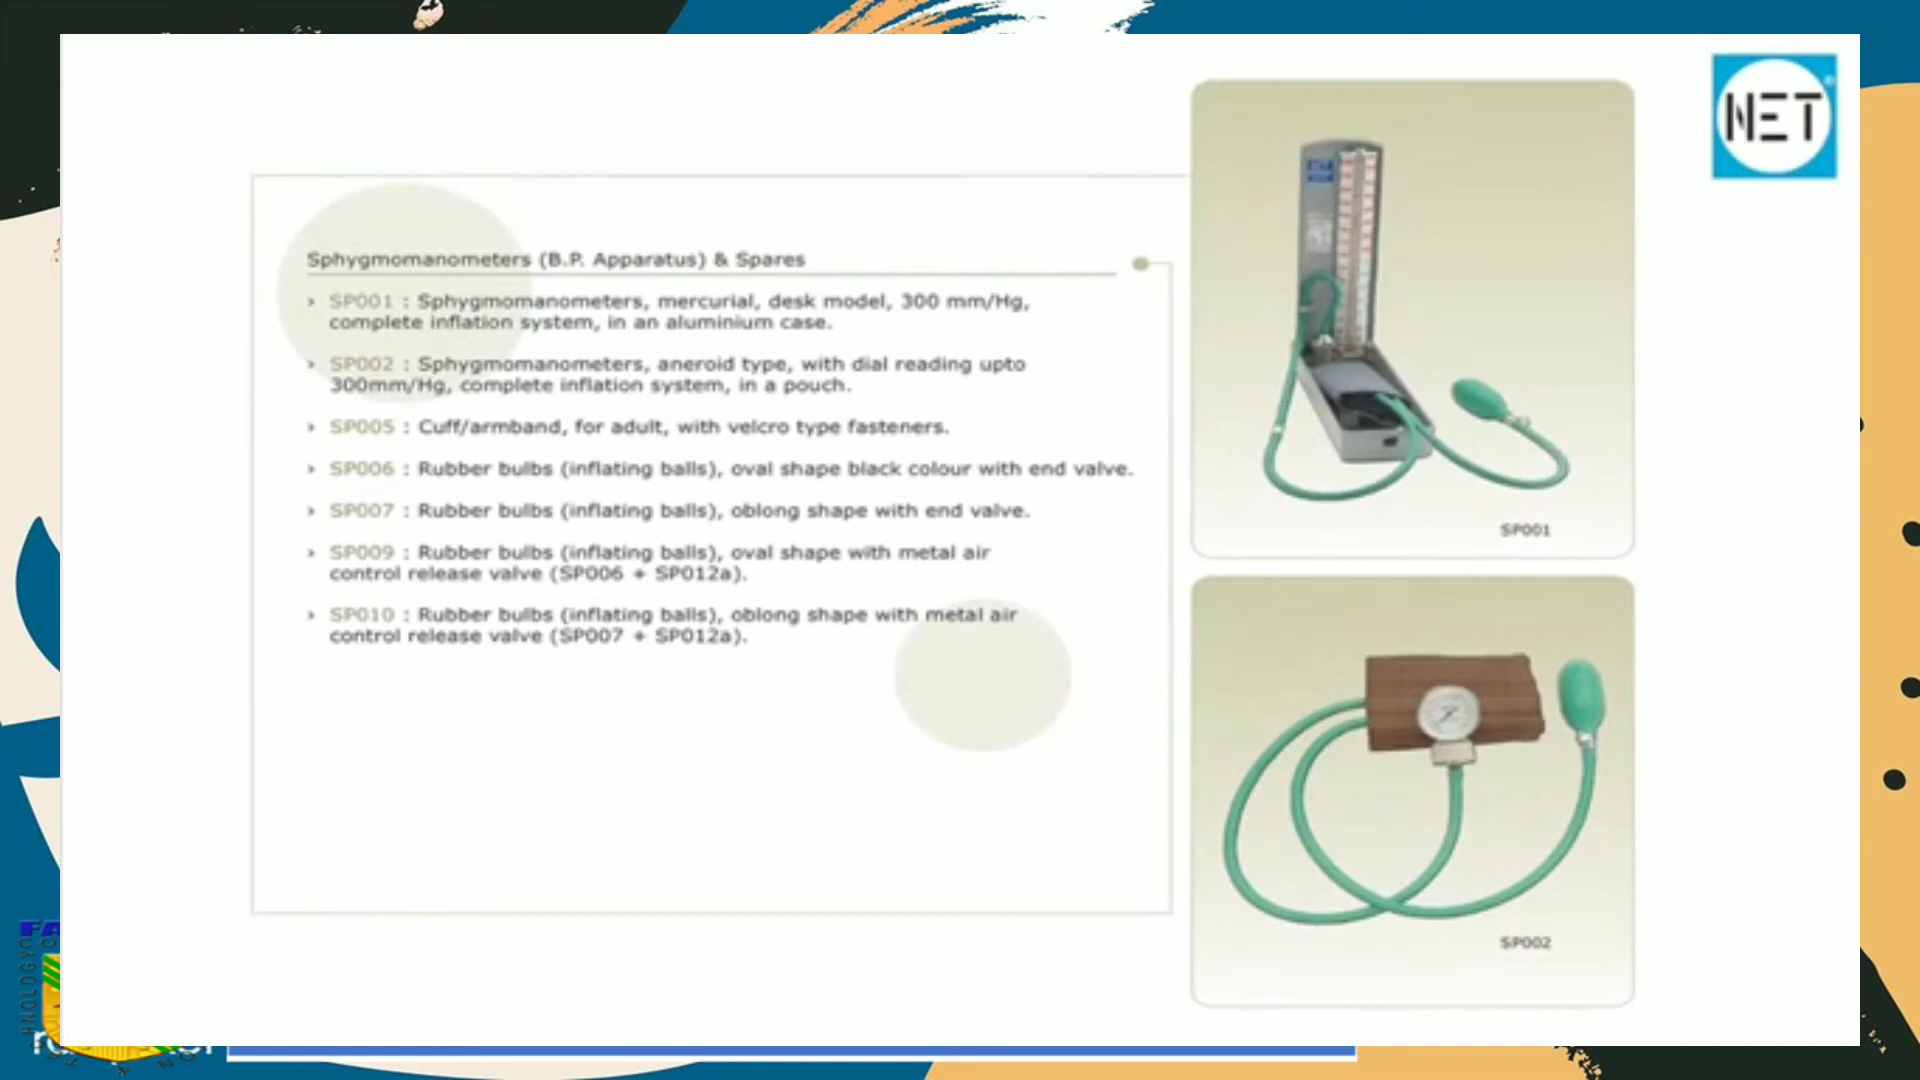 NET
Sphygmomanometers (B.P. Apparatus) & Spares
› SP001 : Sphygmomanometers, mercurial, desk model, 300 mm/Hg,
complete inflation system, in an aluminium case.
› SP002 : Sphygmomanometers, aneroid type, with dial reading upto
300mm/Hg, complete inflation system, in a pouch.
› SP005 : Cuff/armband, for adult, with velcro type fasteners.
› SP006 : Rubber bulbs (inflating balls), oval shape black colour with end valve.
› SP007 : Rubber bulbs (inflating balls), oblong shape with end valve.
› SP009 : Rubber bulbs (inflating balls), oval shape with metal air
control release valve (SP006 + SP012a).
› SP010 : Rubber bulbs (inflating balls), oblong shape with metal air
control release valve (SP007 + SP012a).
SP001
SP002